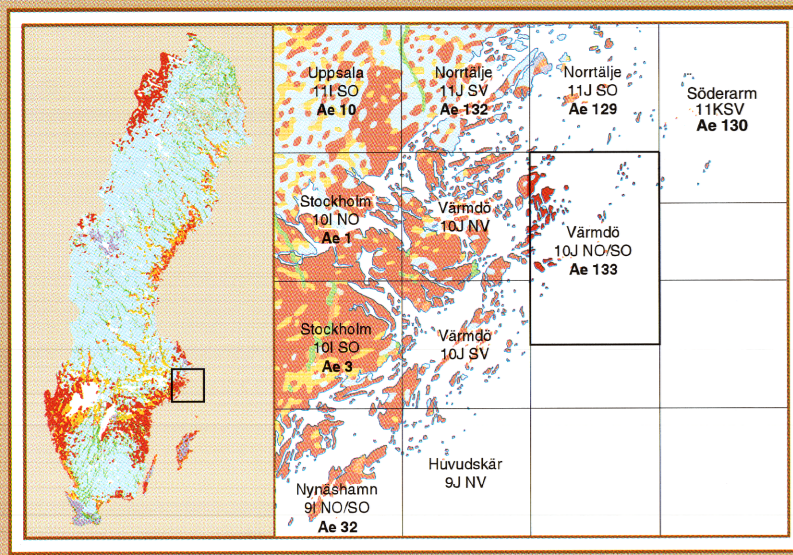 Uppsala
11I SO
Ae 10
Norrtälje
11J SV
Ae 132
Norrtälje
11J SO
Ae 129
Söderarm
11KSV
Ae 130
Stockholm
10I NO
Ae 1
Värmdö
10J NV
Värmdö
10J NO/SO
Ae 133
Stockholm
10I SO
Ae 3
Värmdö
10J SV
Nynäshamn
9I NO/SO
Ae 32
Huvudskär
9J NV